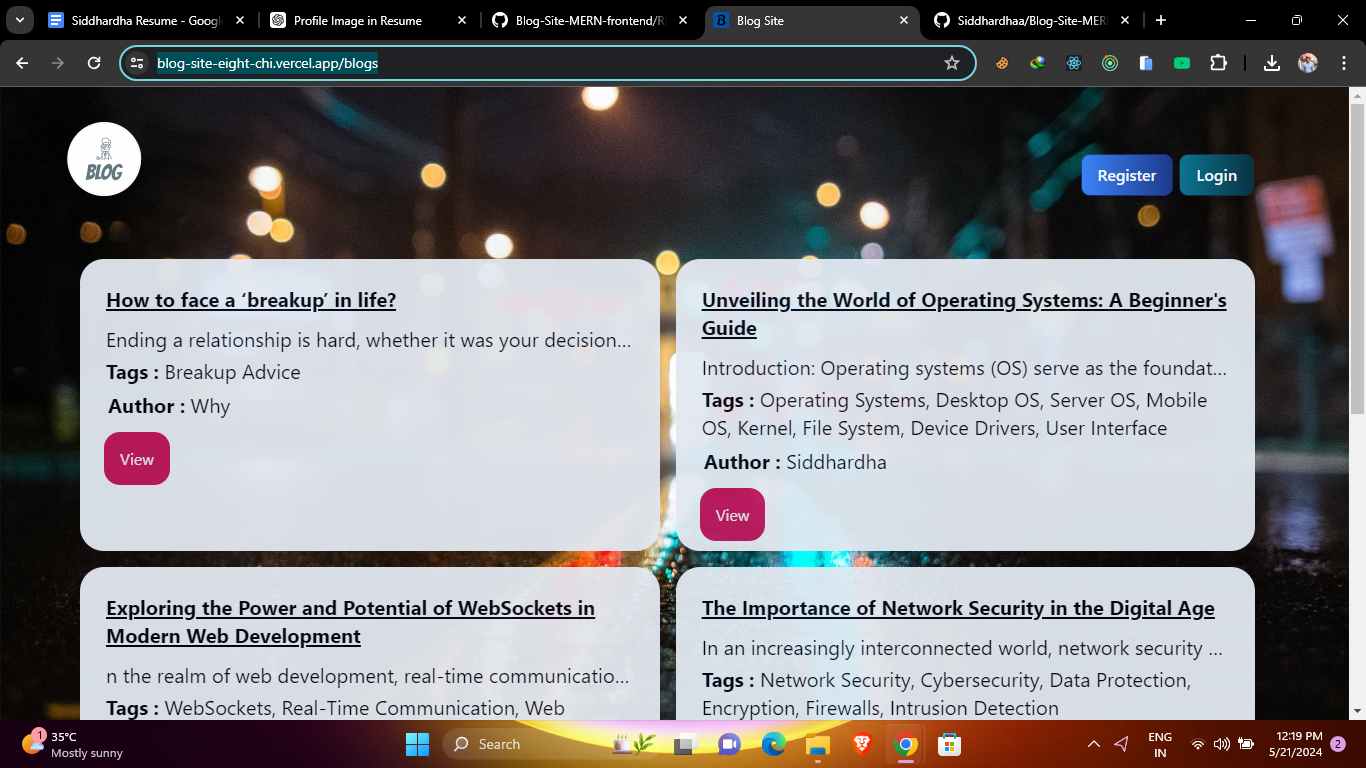 Siddhardha Resume - Googl
Profile Image in Resume
Blog-Site-MERN-frontend/R
Blog Site
Siddhardhaa/Blog-Site-MER
blog-site-eight-chi.vercel.app/blogs
BLOG
Register
Login
How to face a ‘breakup’ in life?
Ending a relationship is hard, whether it was your decision...
Tags : Breakup Advice
Author : Why
View
Unveiling the World of Operating Systems: A Beginner's
Guide
Introduction: Operating systems (OS) serve as the foundat...
Tags : Operating Systems, Desktop OS, Server OS, Mobile
OS, Kernel, File System, Device Drivers, User Interface
Author : Siddhardha
View
Exploring the Power and Potential of WebSockets in
Modern Web Development
n the realm of web development, real-time communicatio...
Tags : WebSockets, Real-Time Communication, Web
The Importance of Network Security in the Digital Age
In an increasingly interconnected world, network security ...
Tags : Network Security, Cybersecurity, Data Protection,
Encryption, Firewalls, Intrusion Detection
1
35°C
Mostly sunny
Search
ENG
IN
12:19 PM
5/21/2024
2